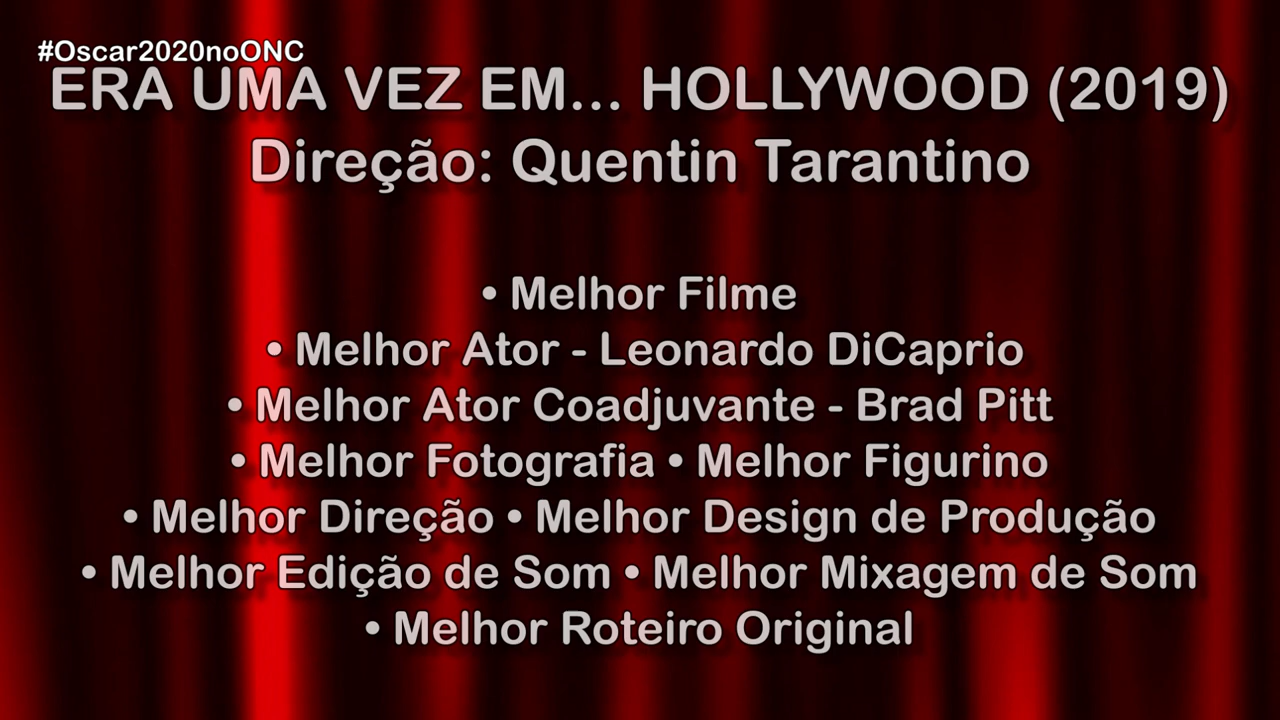 #Oscar2020noONC
ERA UMA VEZ EM... HOLLYWOOD (2019)
Direção: Quentin Tarantino
• Melhor Filme
• Melhor Ator - Leonardo DiCaprio
• Melhor Ator Coadjuvante - Brad Pitt
• Melhor Fotografia • Melhor Figurino
• Melhor Direção • Melhor Design de Produção
• Melhor Edição de Som • Melhor Mixagem de Som
• Melhor Roteiro Original